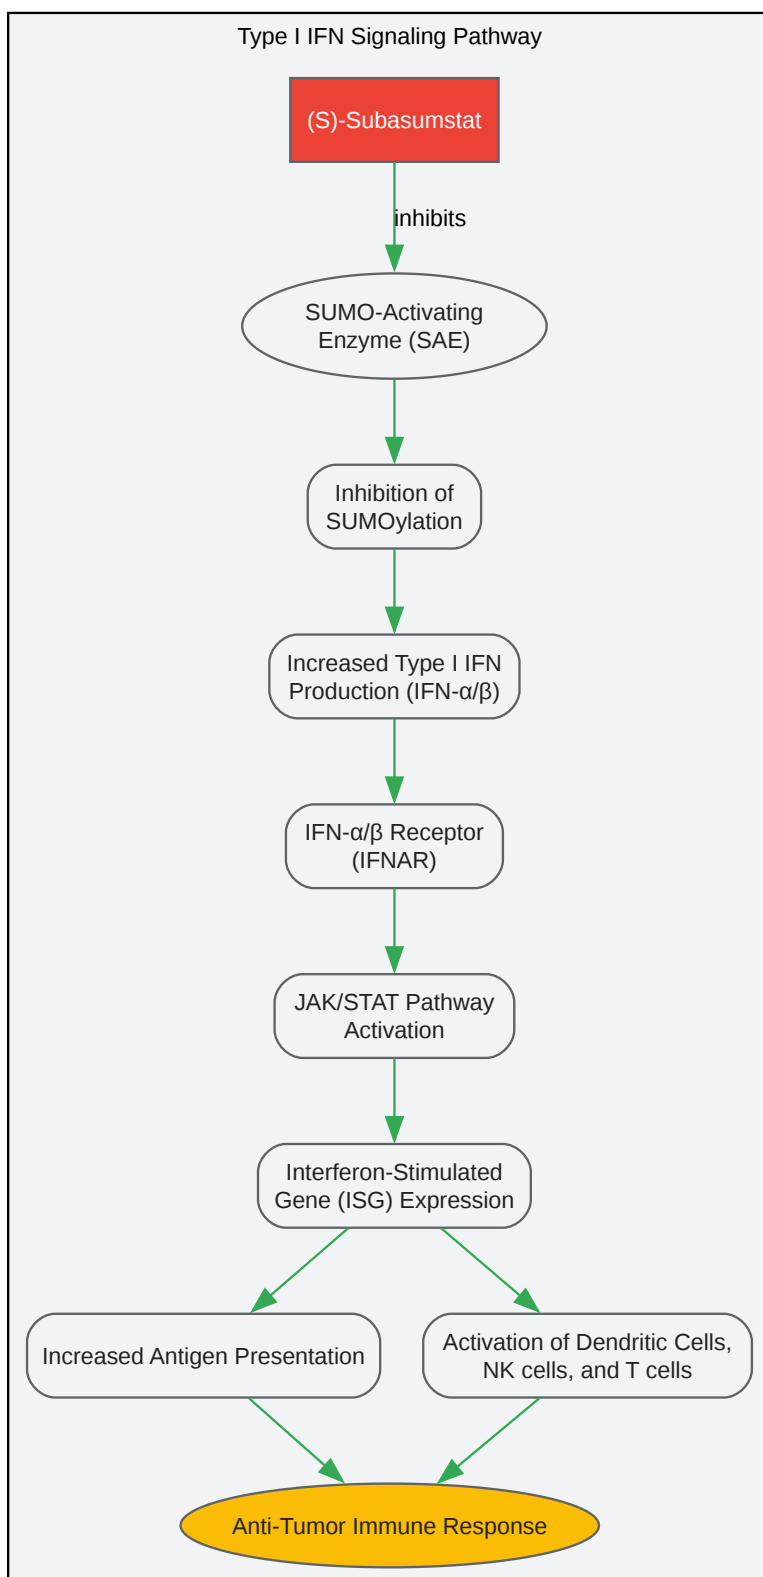 Type I IFN Signaling Pathway
(S)-Subasumstat
inhibits
SUMO-Activating
Enzyme (SAE)
Inhibition of
SUMOylation
Increased Type I IFN
Production (IFN-α/β)
IFN-α/β Receptor
(IFNAR)
JAK/STAT Pathway
Activation
Interferon-Stimulated
Gene (ISG) Expression
Increased Antigen Presentation
Activation of Dendritic Cells,
NK cells, and T cells
Anti-Tumor Immune Response